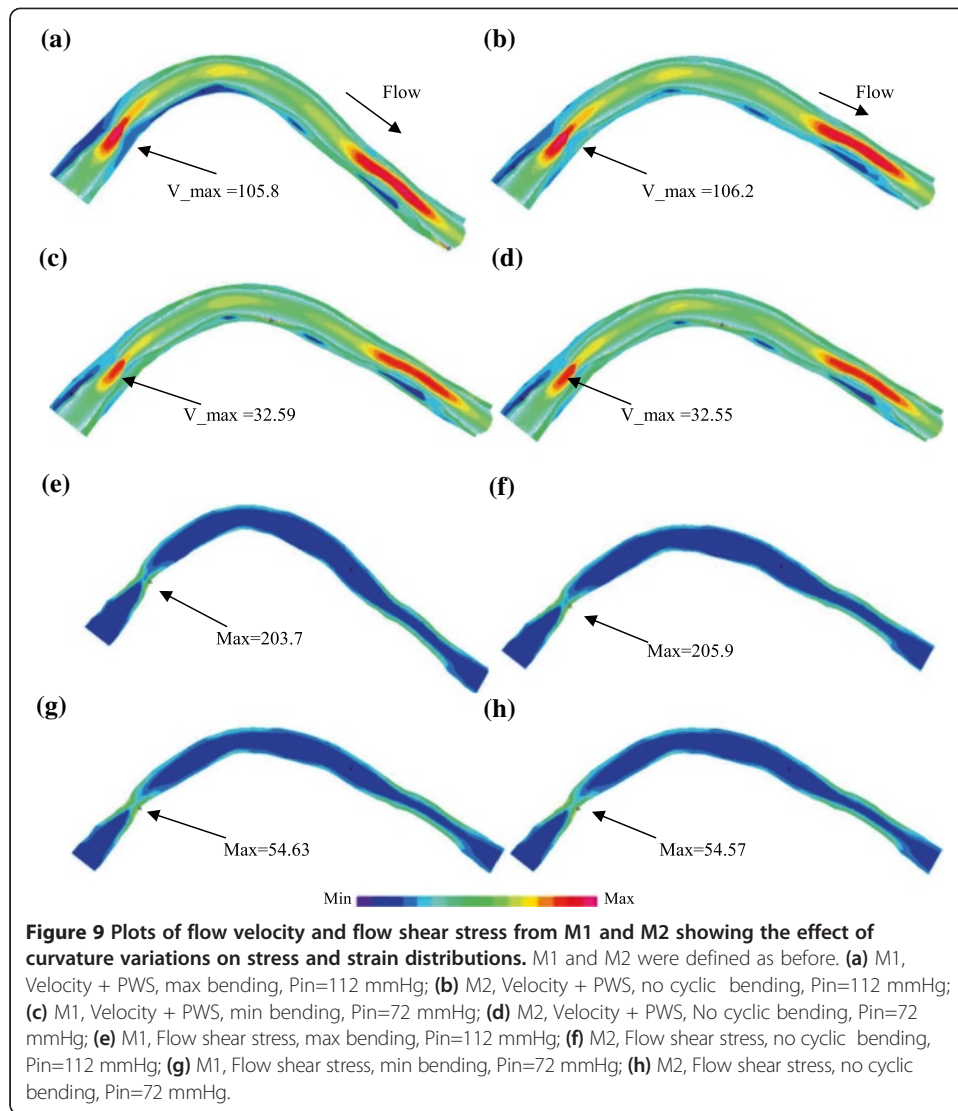 (a)
(b)
Flow
Flow
V_max =105.8
V_max =106.2
(c)
(d)
V_max =32.59
V_max =32.55
(e)
(f)
Max=203.7
Max=205.9
(g)
(h)
Max=54.63
Max=54.57
Min
Max
Figure 9 Plots of flow velocity and flow shear stress from M1 and M2 showing the effect of
curvature variations on stress and strain distributions. M1 and M2 were defined as before. (a) M1,
Velocity + PWS, max bending, Pin=112 mmHg; (b) M2, Velocity + PWS, no cyclic bending, Pin=112 mmHg;
(c) M1, Velocity + PWS, min bending, Pin=72 mmHg; (d) M2, Velocity + PWS, No cyclic bending, Pin=72
mmHg; (e) M1, Flow shear stress, max bending, Pin=112 mmHg; (f) M2, Flow shear stress, no cyclic bending,
Pin=112 mmHg; (g) M1, Flow shear stress, min bending, Pin=72 mmHg; (h) M2, Flow shear stress, no cyclic
bending, Pin=72 mmHg.